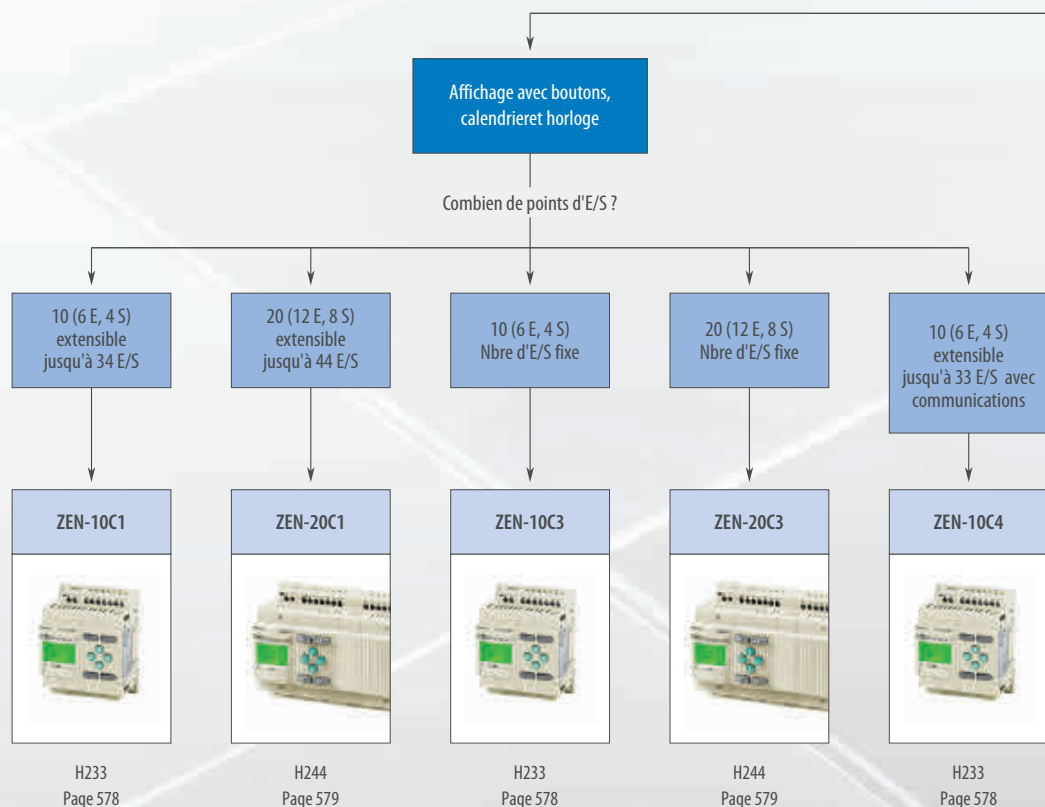 Affichage avec boutons,
calendrieret horloge
Combien de points d'E/S ?
10 (6 E, 4 S)
extensible
jusqu'à 34 E/S
20 (12 E, 8 S)
extensible
jusqu'à 44 E/S
10 (6 E, 4 S)
Nbre d'E/S fixe
20 (12 E, 8 S)
Nbre d'E/S fixe
10 (6 E, 4 S)
extensible
jusqu'à 33 E/S avec
communications
ZEN-10C1
ZEN-20C1
ZEN-10C3
ZEN-20C3
ZEN-10C4
H233
Page 578
H244
Page 579
H233
Page 578
H244
Page 579
H233
Page 578